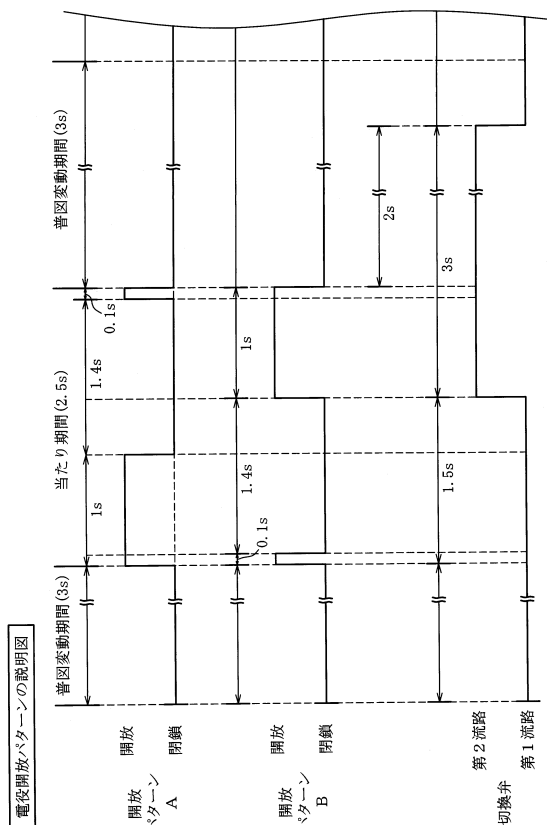 電役開放パターンの説明図
普図変動期間(3s)
当たり期間(2.5s)
普図変動期間(3s)
1s
1.4s
0.1s
開放
パターン
A
開放
閉鎖
0.1s
1.4s
1s
開放
パターン
B
開放
閉鎖
2s
1.5s
3s
切換弁
第2流路
第1流路